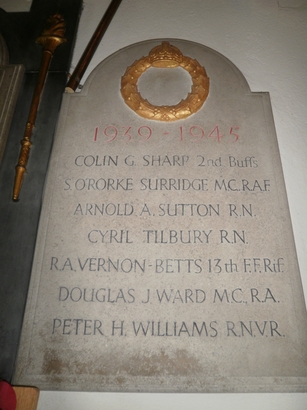 1939-1945
COLIN G. SHARP 2nd Buffs.
S.O'RORKE SURRIDGE M.C. R.A.F
ARNOLD. A. SUTTON R.N.
CYRIL TILBURY R.N.
R.A. VERNON-BETTS 13th F.F. Rif.
DOUGLAS J. WARD M.C., R.A.
PETER H. WILLIAMS R.N.V.R.